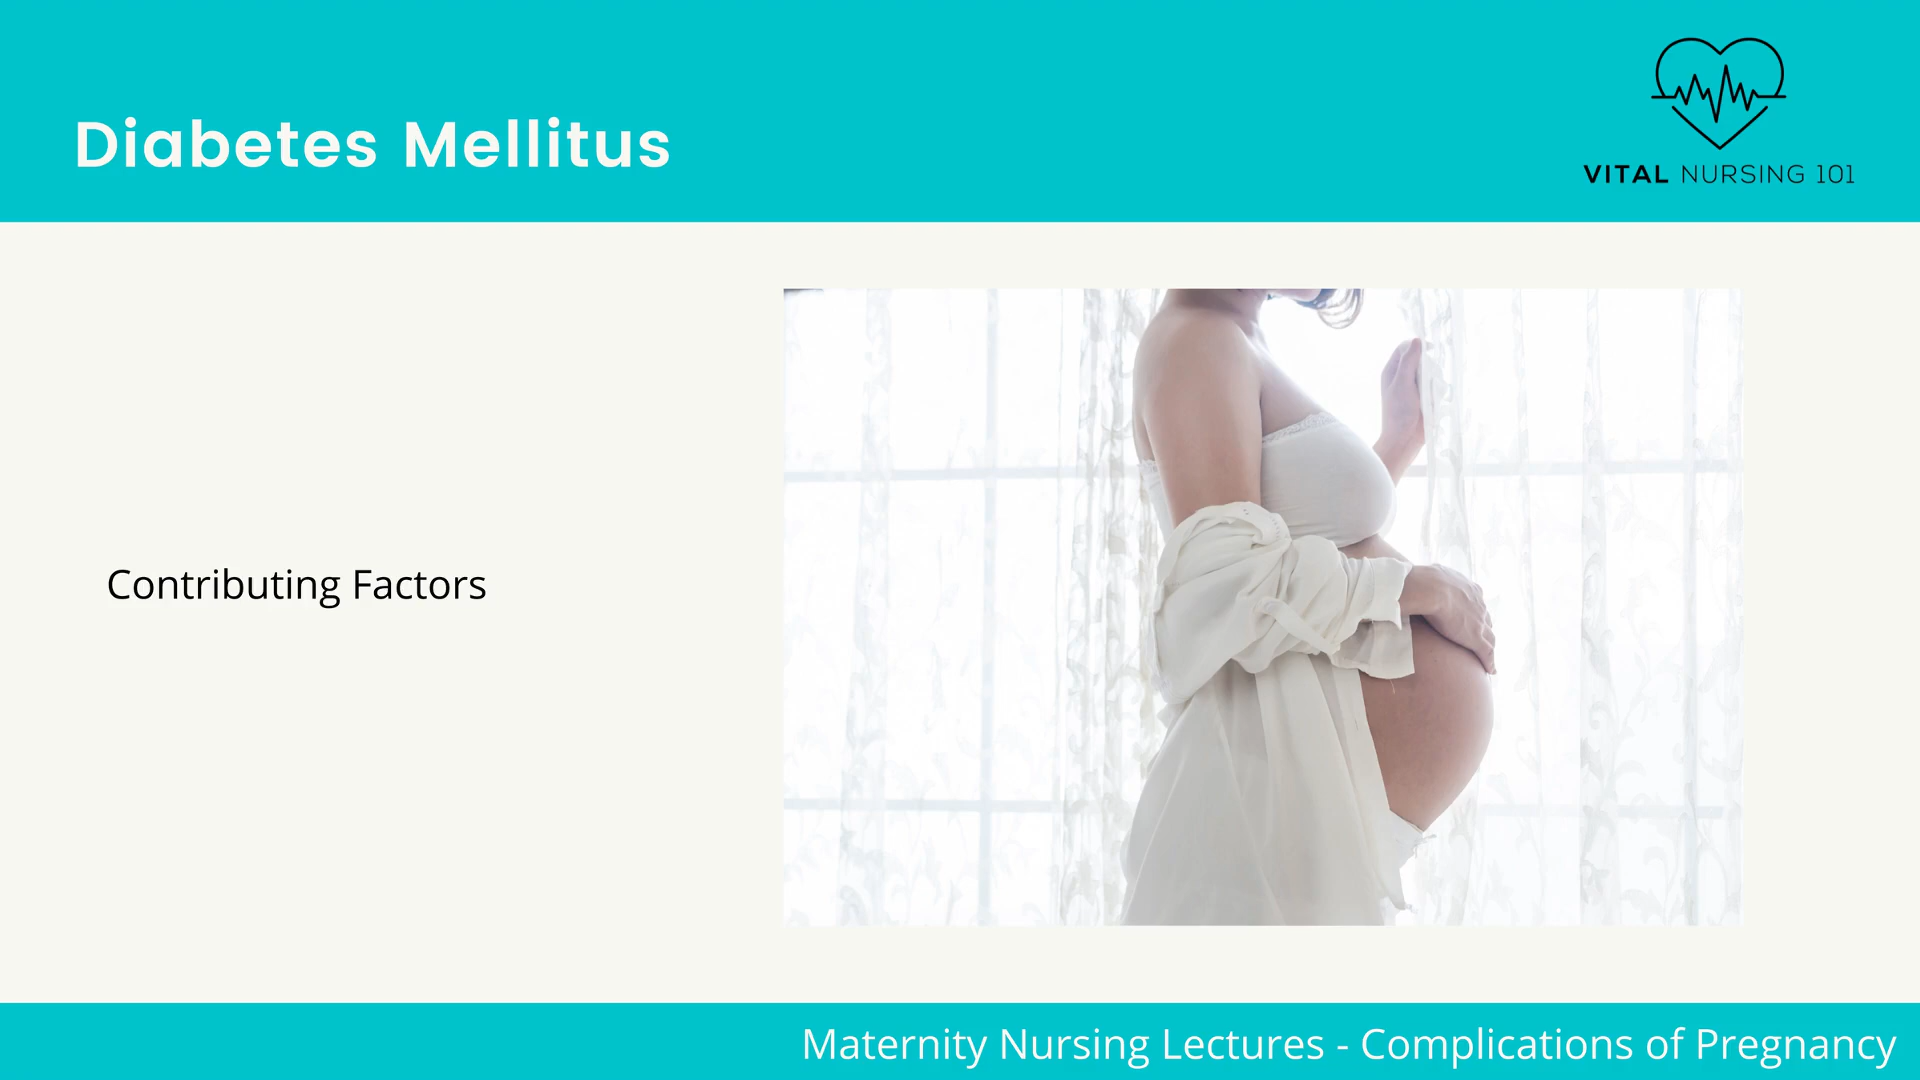 Diabetes Mellitus
VITAL NURSING 101
Contributing Factors
Maternity Nursing Lectures - Complications of Pregnancy